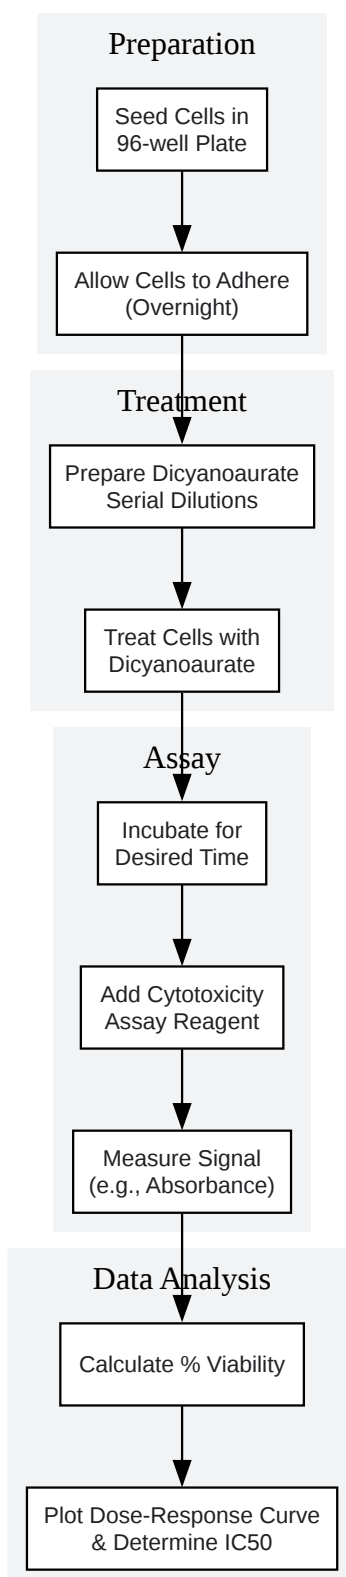 Preparation
Seed Cells in
96-well Plate
Allow Cells to Adhere
(Overnight)
Treatment
Prepare Dicyanoaurate
Serial Dilutions
Treat Cells with
Dicyanoaurate
Assay
Incubate for
Desired Time
Add Cytotoxicity
Assay Reagent
Measure Signal
(e.g., Absorbance)
Data Analysis
Calculate % Viability
Plot Dose-Response Curve
& Determine IC50